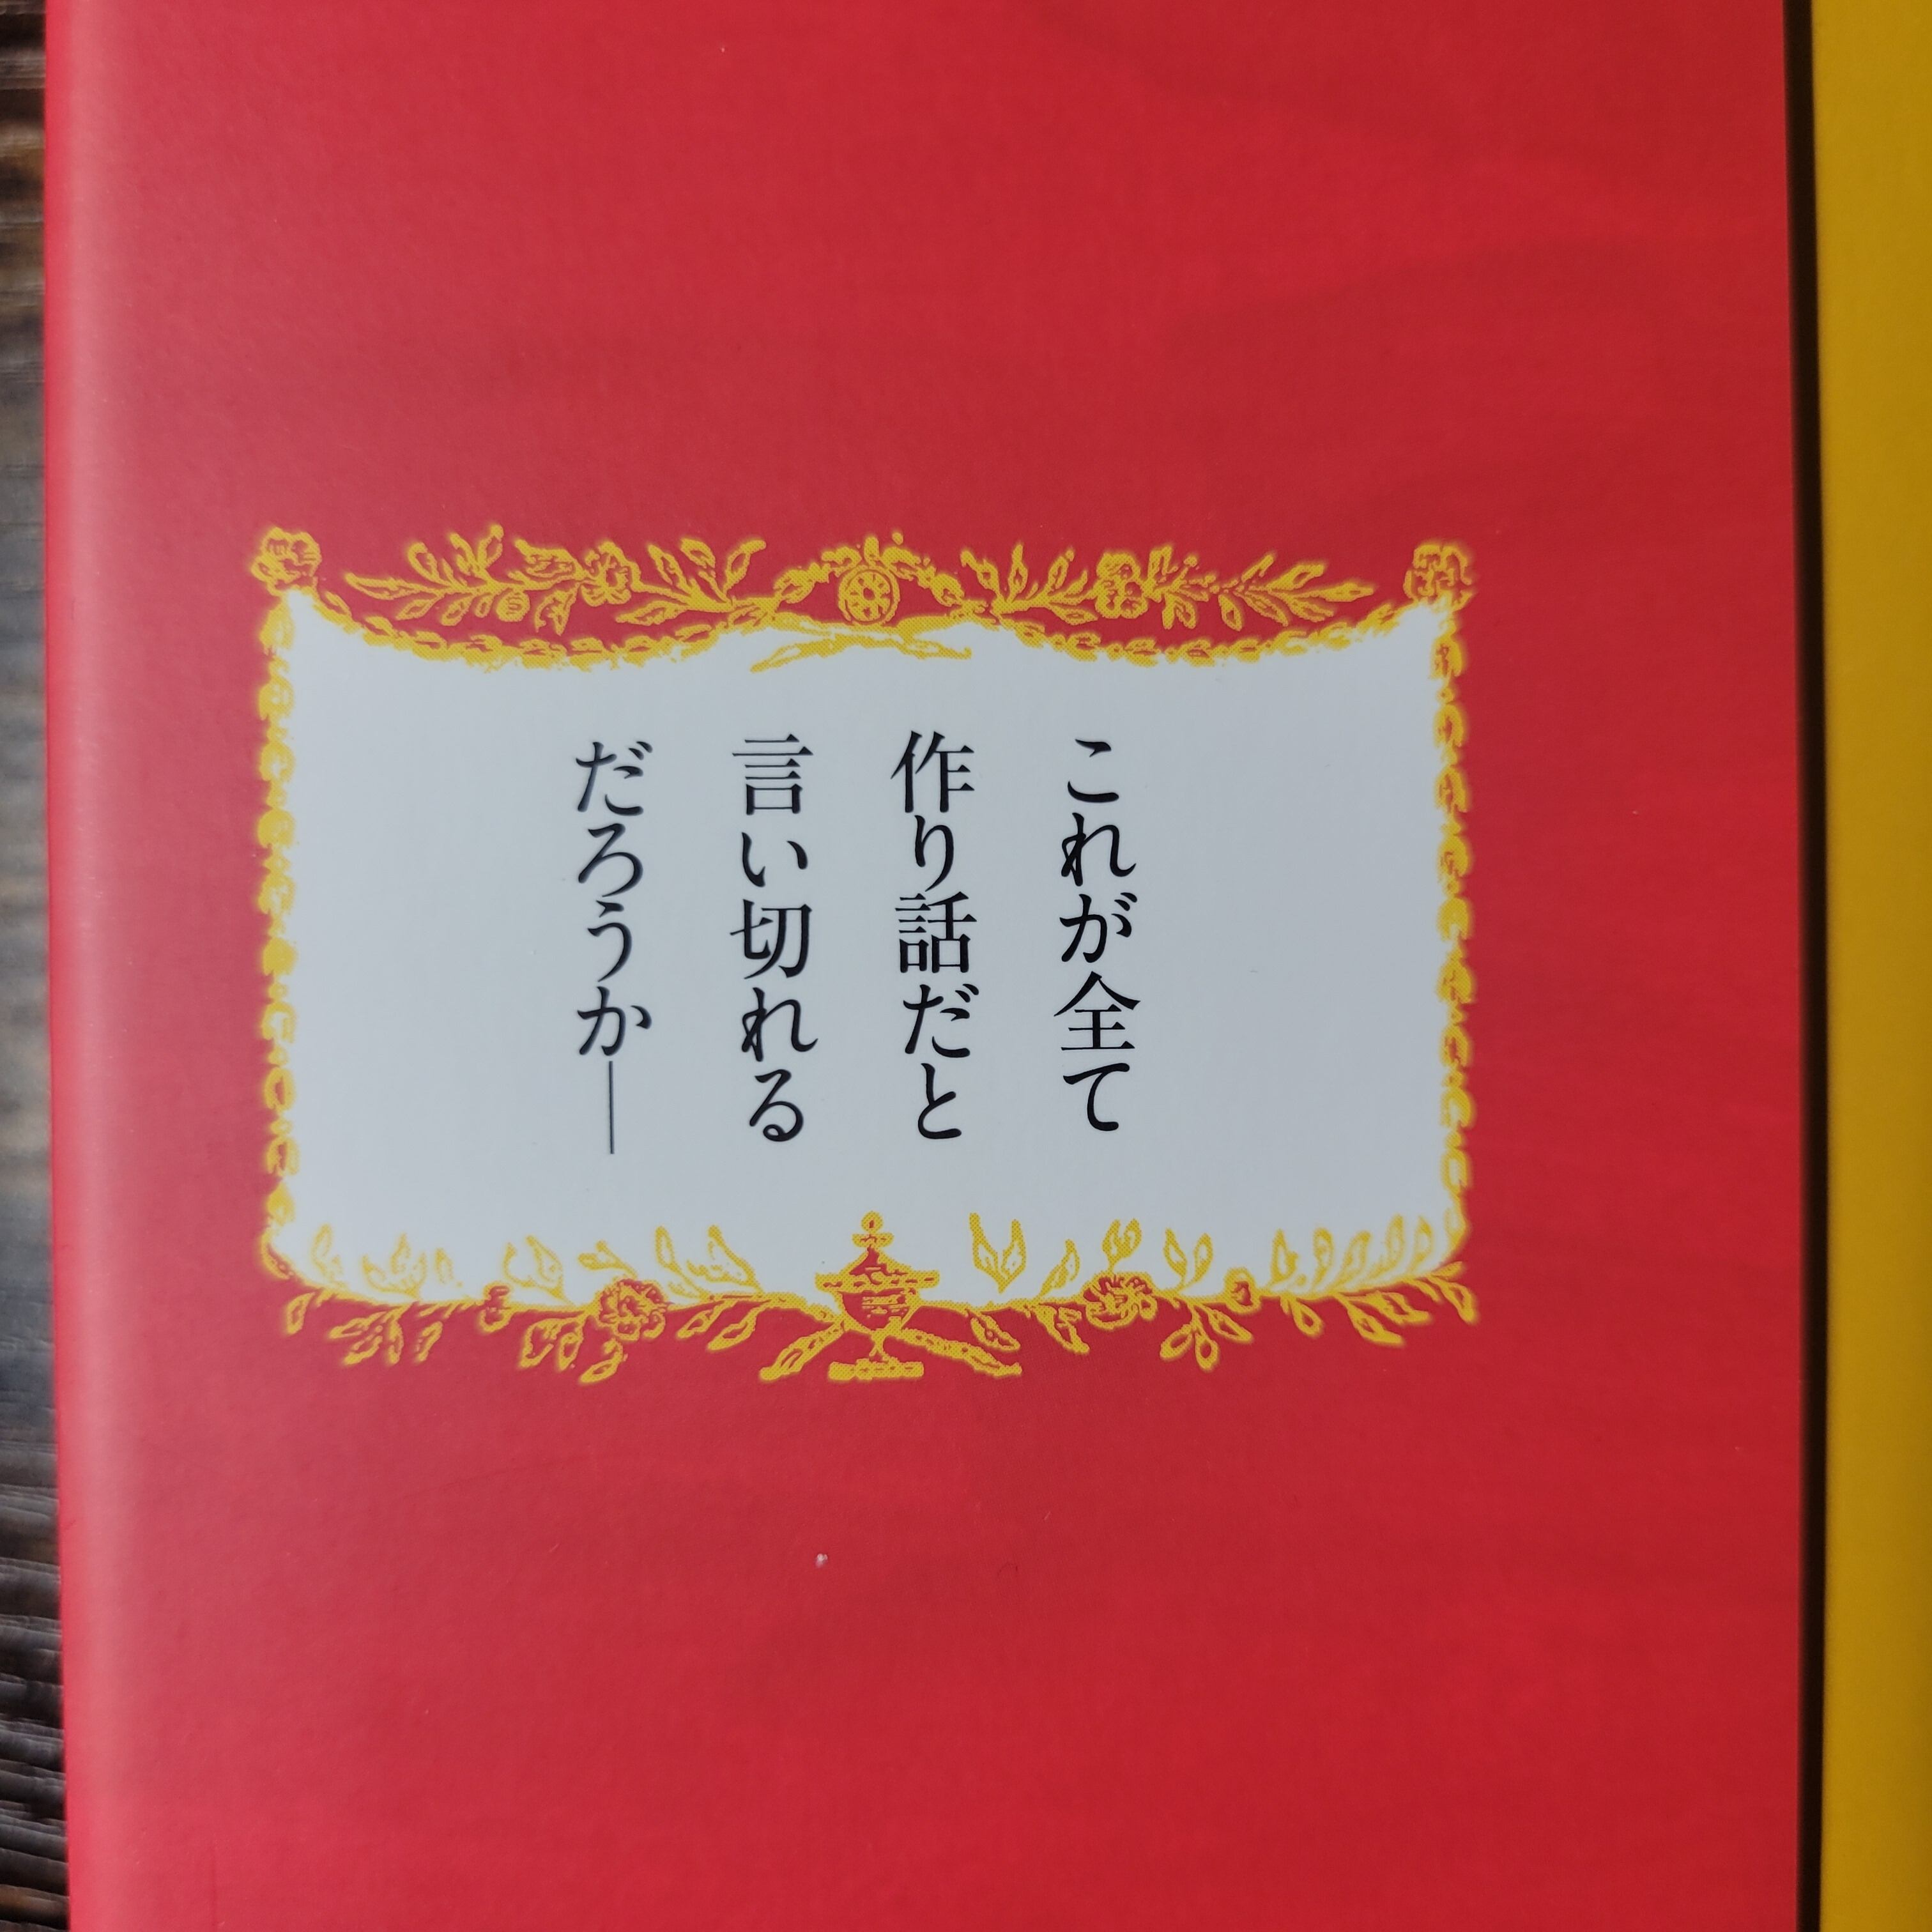 これが全て
作り話だと
言い切れる
だろうか―